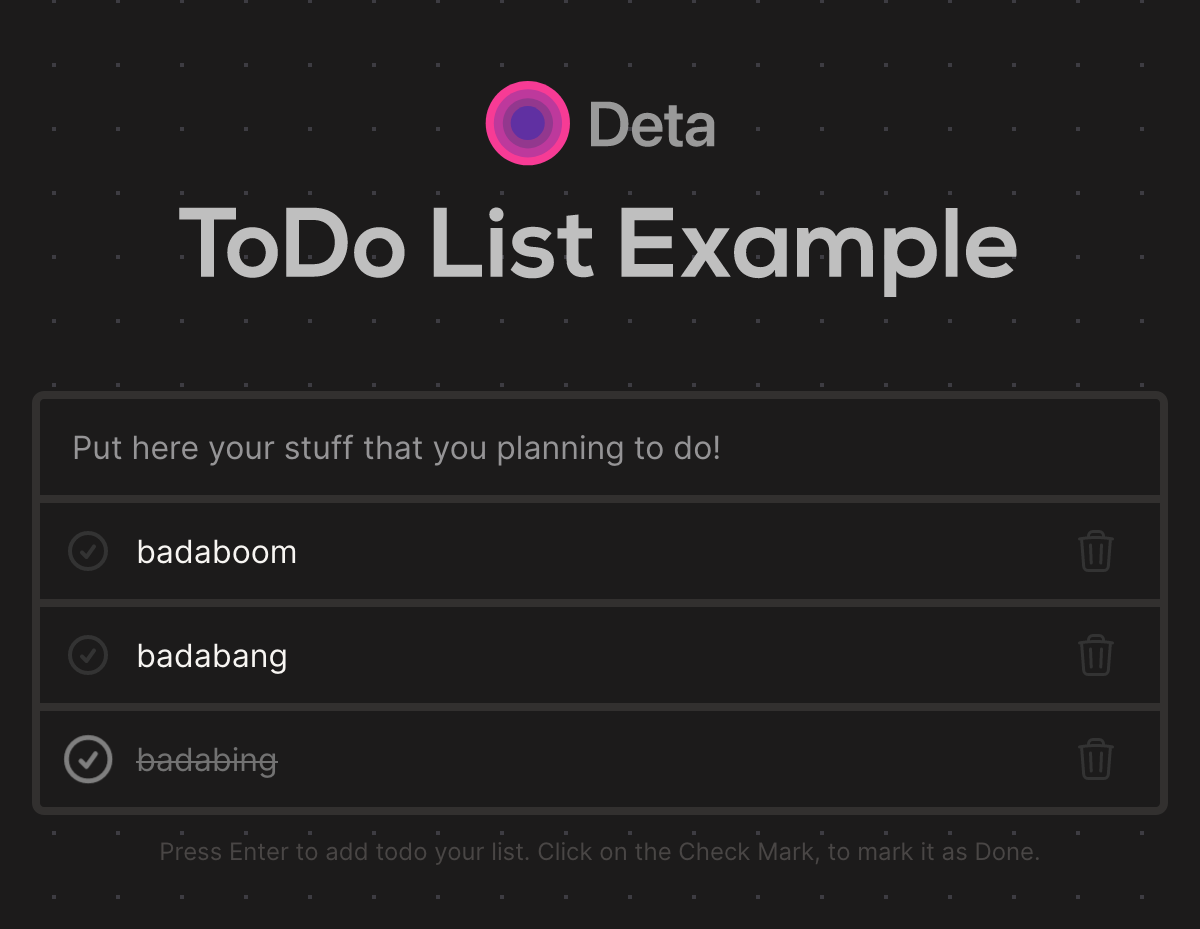 Deta
ToDo List Example
Put here your stuff that you planning to do!
badaboom
badabang
badabing
Press Enter to add todo your list. Click on the Check Mark, to mark it as Done.